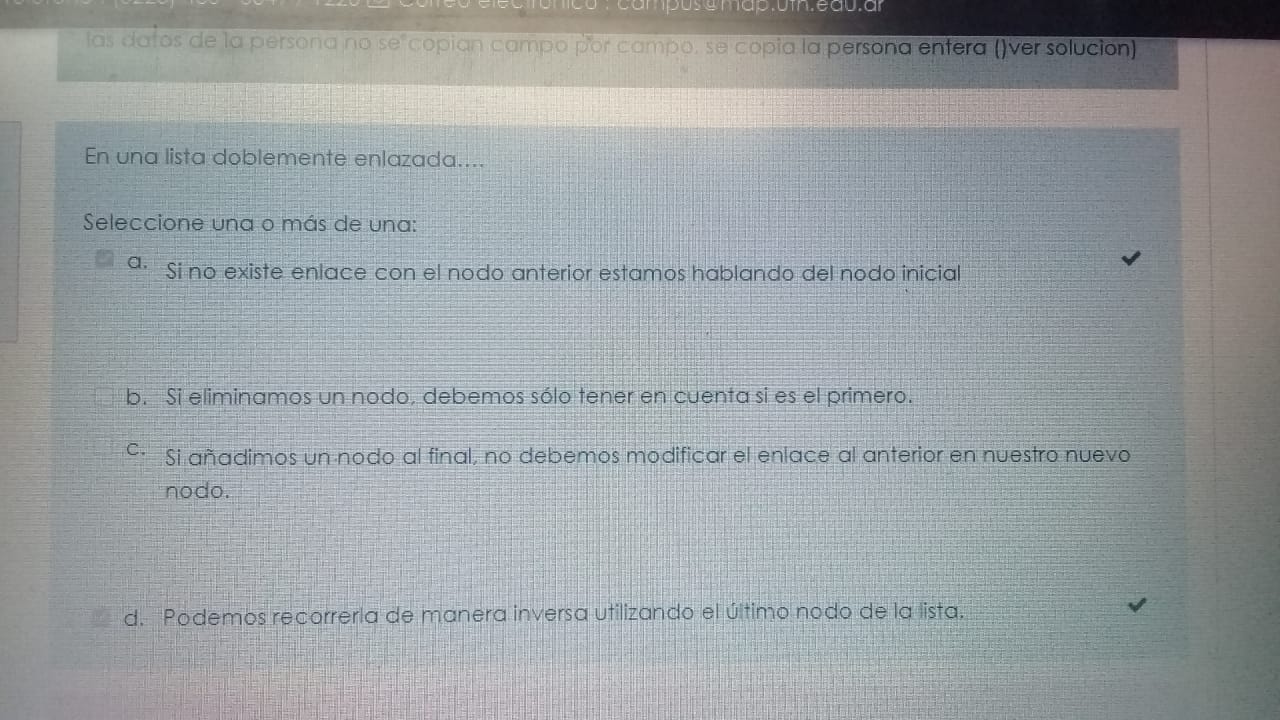 Correo electrónico : campus@mdp.utn.edu.ar
las datos de la persona no se copian campo por campo, se copia la persona entera ()ver solucion)
En una lista doblemente enlazada....
Seleccione una o más de una:
a. Si no existe enlace con el nodo anterior estamos hablando del nodo inicial
b. Si eliminamos un nodo, debemos sólo tener en cuenta si es el primero.
c. Si añadimos un nodo al final, no debemos modificar el enlace al anterior en nuestro nuevo
nodo.
d. Podemos recorrerla de manera inversa utilizando el último nodo de la lista.